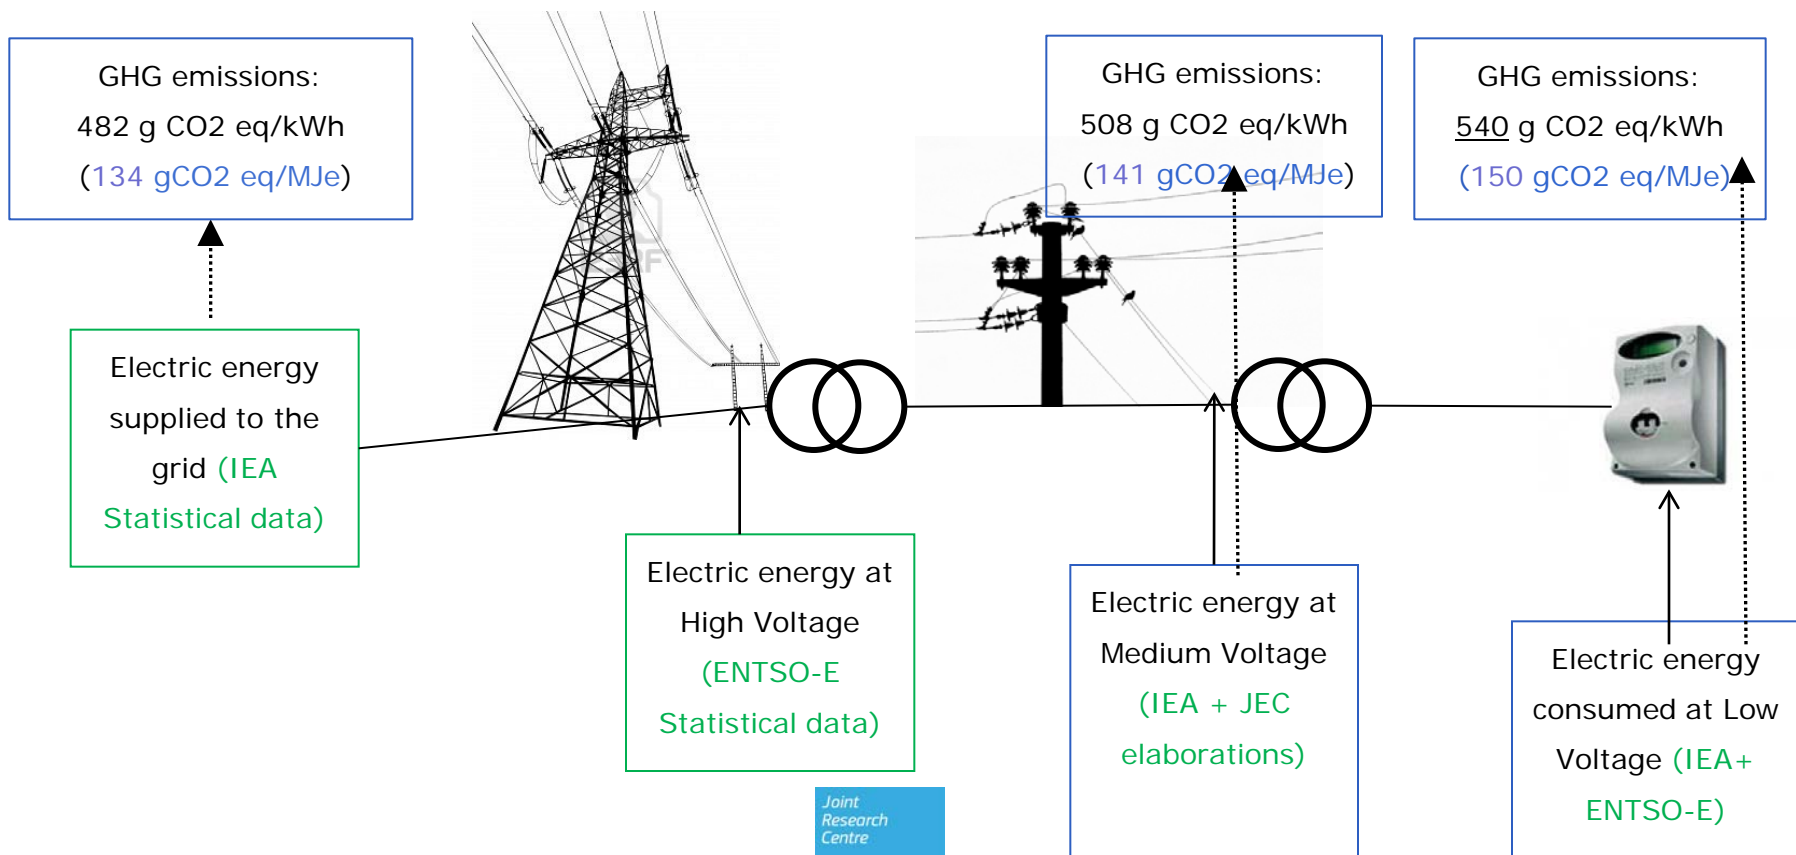 GHG emissions:
482 g CO2 eq/kWh
(134 gCO2 eq/MJe)
GHG emissions:
508 g CO2 eq/kWh
(141 gCO2 eq/MJe)
GHG emissions:
540 g CO2 eq/kWh
(150 gCO2 eq/MJe)
Electric energy
supplied to the
grid (IEA
Statistical data)
Electric energy at
High Voltage
(ENTSO-E
Statistical data)
Electric energy at
Medium Voltage
(IEA + JEC
elaborations)
Electric energy
consumed at Low
Voltage (IEA+
ENTSO-E)
Joint
Research
Centre